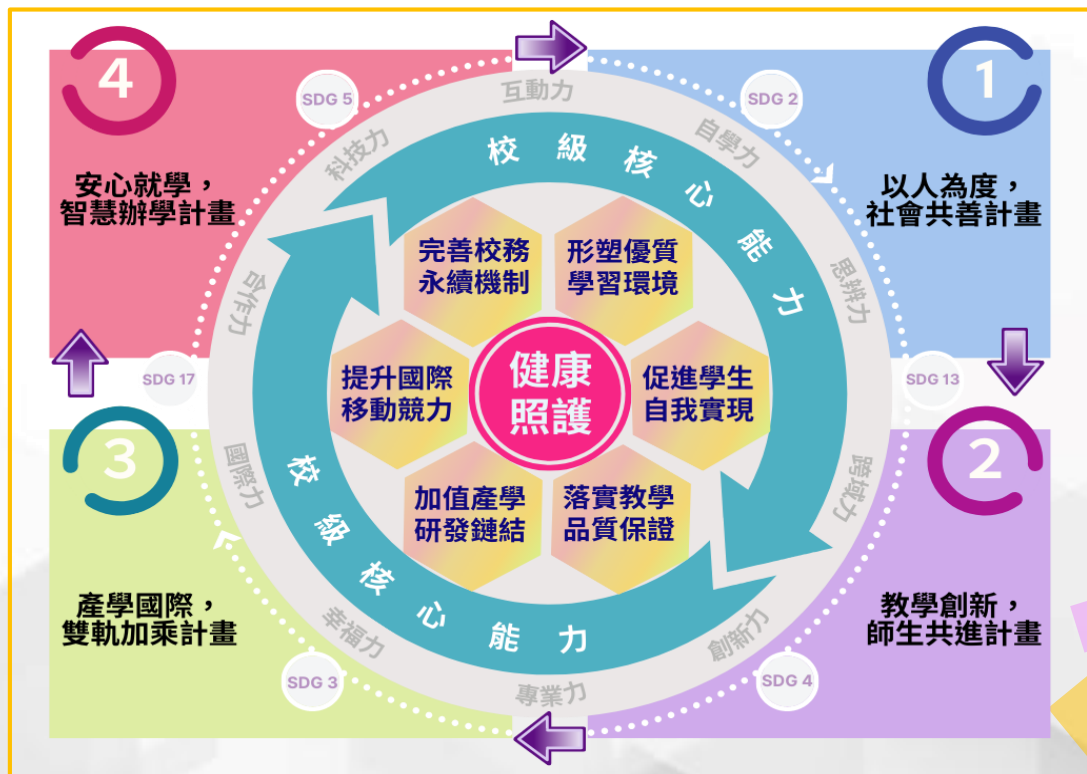 4
安心就學，
智慧辦學計畫
1
以人為度，
社會共善計畫
3
產學國際，
雙軌加乘計畫
2
教學創新，
師生共進計畫
SDG 5
SDG 2
SDG 13
SDG 4
SDG 3
SDG 17
互動力
自學力
思辨力
跨域力
創新力
專業力
幸福力
國際力
合作力
科技力
校級核心能力
校級核心能力
完善校務
永續機制
形塑優質
學習環境
提升國際
移動競力
健康
照護
促進學生
自我實現
加值產學
研發鏈結
落實教學
品質保證